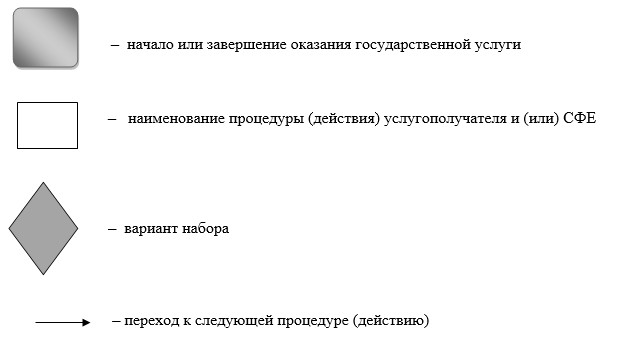 – начало или завершение оказания государственной услуги
– наименование процедуры (действия) услугополучателя и (или) СФЕ
– вариант набора
– переход к следующей процедуре (действию)